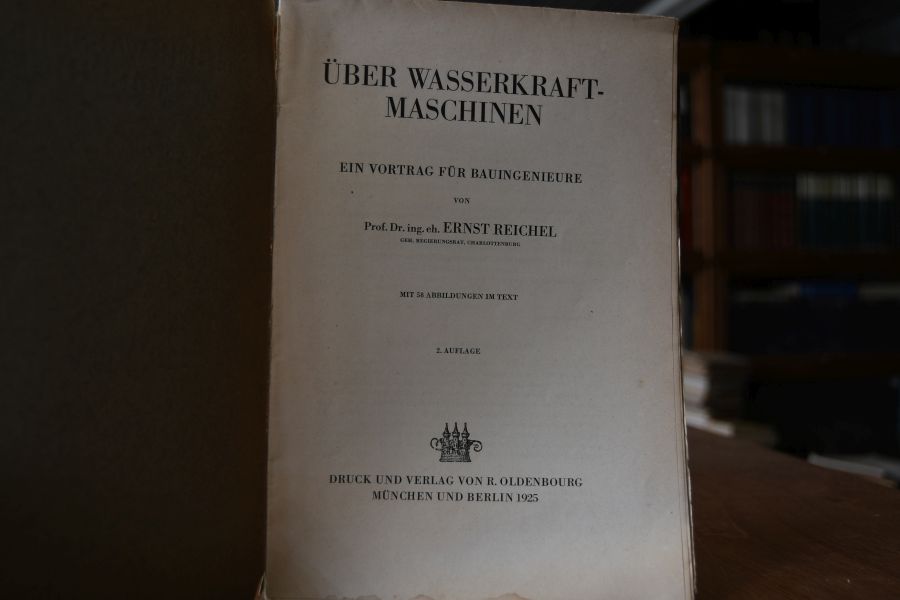 ÜBER WASSERKRAFT-
MASCHINEN
EIN VORTRAG FÜR BAUINGENIEURE
VON
Prof. Dr. ing. eh. ERNST REICHEL
GEH. REGIERUNGSRAT, CHARLOTTENBURG
MIT 58 ABBILDUNGEN IM TEXT
2. AUFLAGE
DRUCK UND VERLAG VON R. OLDENBOURG
MÜNCHEN UND BERLIN 1925